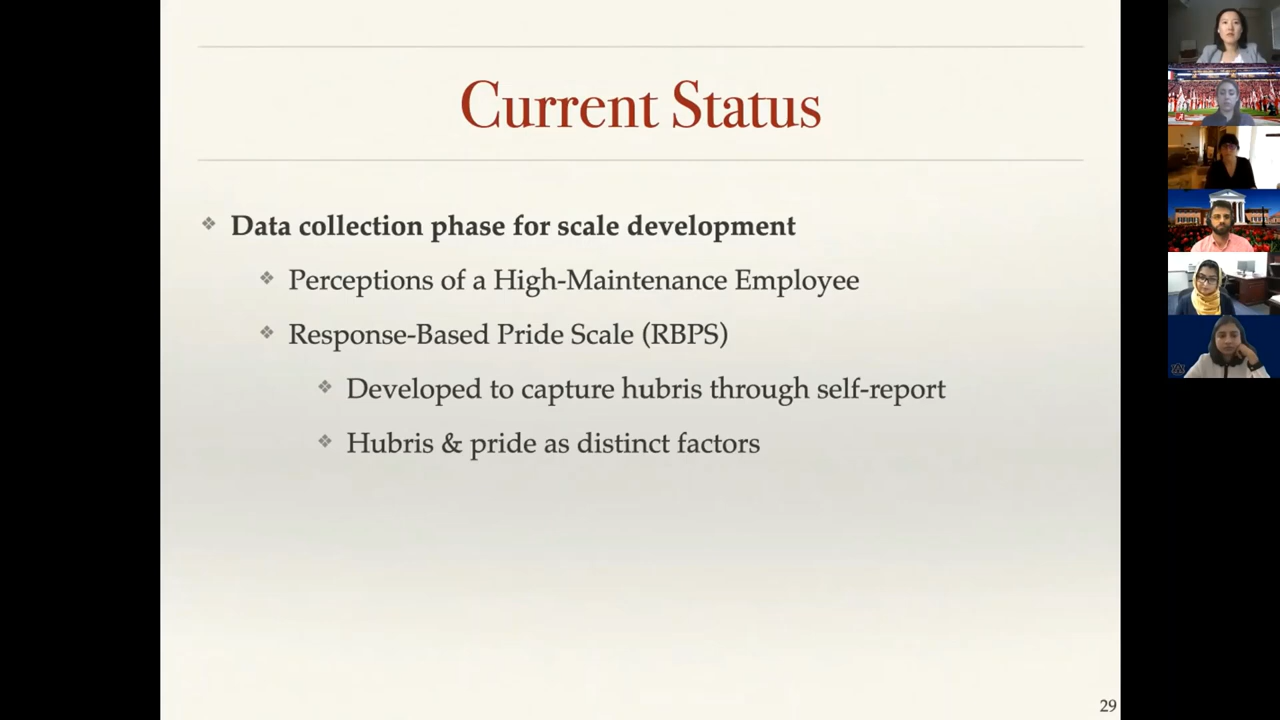 Current Status
Data collection phase for scale development
Perceptions of a High-Maintenance Employee
Response-Based Pride Scale (RBPS)
Developed to capture hubris through self-report
Hubris & pride as distinct factors
29